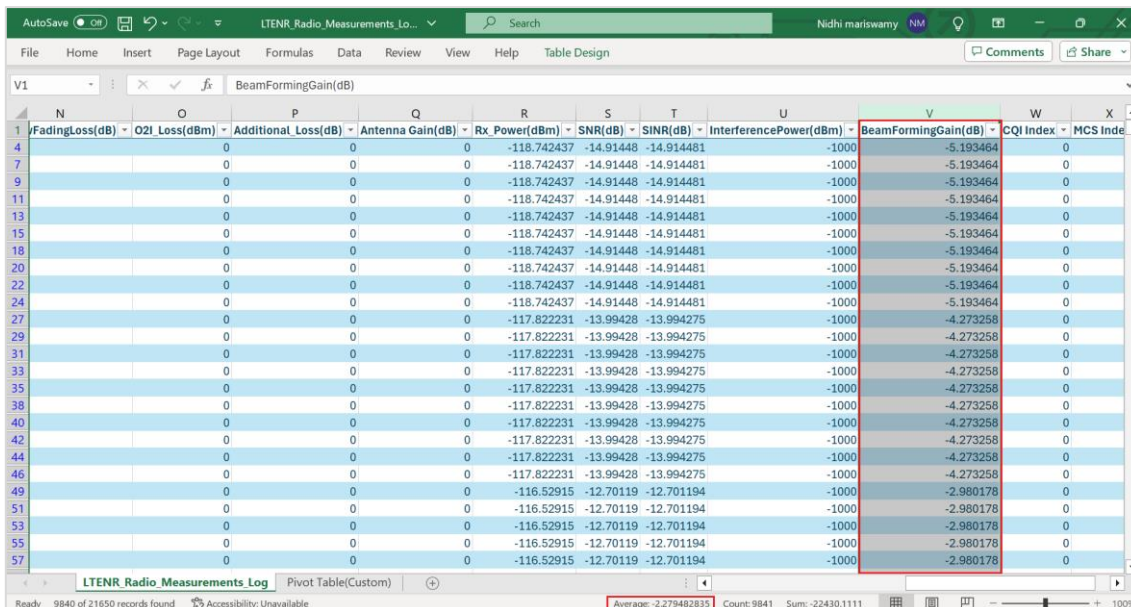 AutoSave Off LTENR_Radio_Measurements_Lo... Search Nidhi mariswamy NM
File Home Insert Page Layout Formulas Data Review View Help Table Design Comments Share
V1 fx BeamFormingGain(dB)
N O P Q R S T U V W X
1 FadingLoss(dB) O2I_Loss(dBm) Additional_Loss(dB) Antenna Gain(dB) Rx_Power(dBm) SNR(dB) SINR(dB) InterferencePower(dBm) BeamFormingGain(dB) CQI Index MCS Inde
4 0 0 0 -118.742437 -14.91448 -14.914481 -1000 -5.193464 0
7 0 0 0 -118.742437 -14.91448 -14.914481 -1000 -5.193464 0
9 0 0 0 -118.742437 -14.91448 -14.914481 -1000 -5.193464 0
11 0 0 0 -118.742437 -14.91448 -14.914481 -1000 -5.193464 0
13 0 0 0 -118.742437 -14.91448 -14.914481 -1000 -5.193464 0
15 0 0 0 -118.742437 -14.91448 -14.914481 -1000 -5.193464 0
18 0 0 0 -118.742437 -14.91448 -14.914481 -1000 -5.193464 0
20 0 0 0 -118.742437 -14.91448 -14.914481 -1000 -5.193464 0
22 0 0 0 -118.742437 -14.91448 -14.914481 -1000 -5.193464 0
24 0 0 0 -118.742437 -14.91448 -14.914481 -1000 -5.193464 0
27 0 0 0 -117.822231 -13.99428 -13.994275 -1000 -4.273258 0
29 0 0 0 -117.822231 -13.99428 -13.994275 -1000 -4.273258 0
31 0 0 0 -117.822231 -13.99428 -13.994275 -1000 -4.273258 0
33 0 0 0 -117.822231 -13.99428 -13.994275 -1000 -4.273258 0
35 0 0 0 -117.822231 -13.99428 -13.994275 -1000 -4.273258 0
38 0 0 0 -117.822231 -13.99428 -13.994275 -1000 -4.273258 0
40 0 0 0 -117.822231 -13.99428 -13.994275 -1000 -4.273258 0
42 0 0 0 -117.822231 -13.99428 -13.994275 -1000 -4.273258 0
44 0 0 0 -117.822231 -13.99428 -13.994275 -1000 -4.273258 0
46 0 0 0 -117.822231 -13.99428 -13.994275 -1000 -4.273258 0
49 0 0 0 -116.52915 -12.70119 -12.701194 -1000 -2.980178 0
51 0 0 0 -116.52915 -12.70119 -12.701194 -1000 -2.980178 0
53 0 0 0 -116.52915 -12.70119 -12.701194 -1000 -2.980178 0
55 0 0 0 -116.52915 -12.70119 -12.701194 -1000 -2.980178 0
57 0 0 0 -116.52915 -12.70119 -12.701194 -1000 -2.980178 0
LTENR_Radio_Measurements_Log Pivot Table(Custom)
Ready 9840 of 21650 records found Accessibility: Unavailable Average: -2.279482835 Count: 9841 Sum: -22430.1111 100%